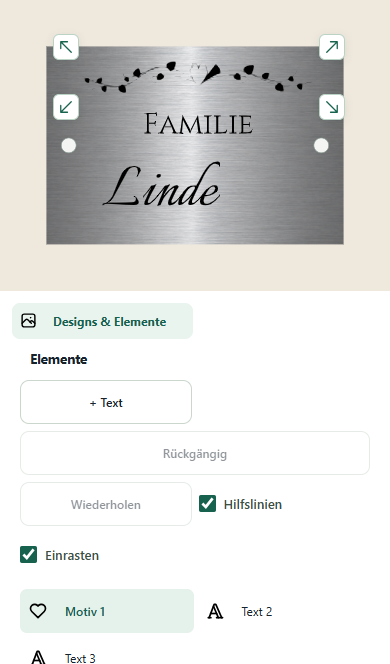 FAMILIE
Linde
Designs & Elemente
Elemente
+ Text
Rückgängig
Wiederholen
Hilfslinien
Einrasten
Motiv 1
Text 2
Text 3